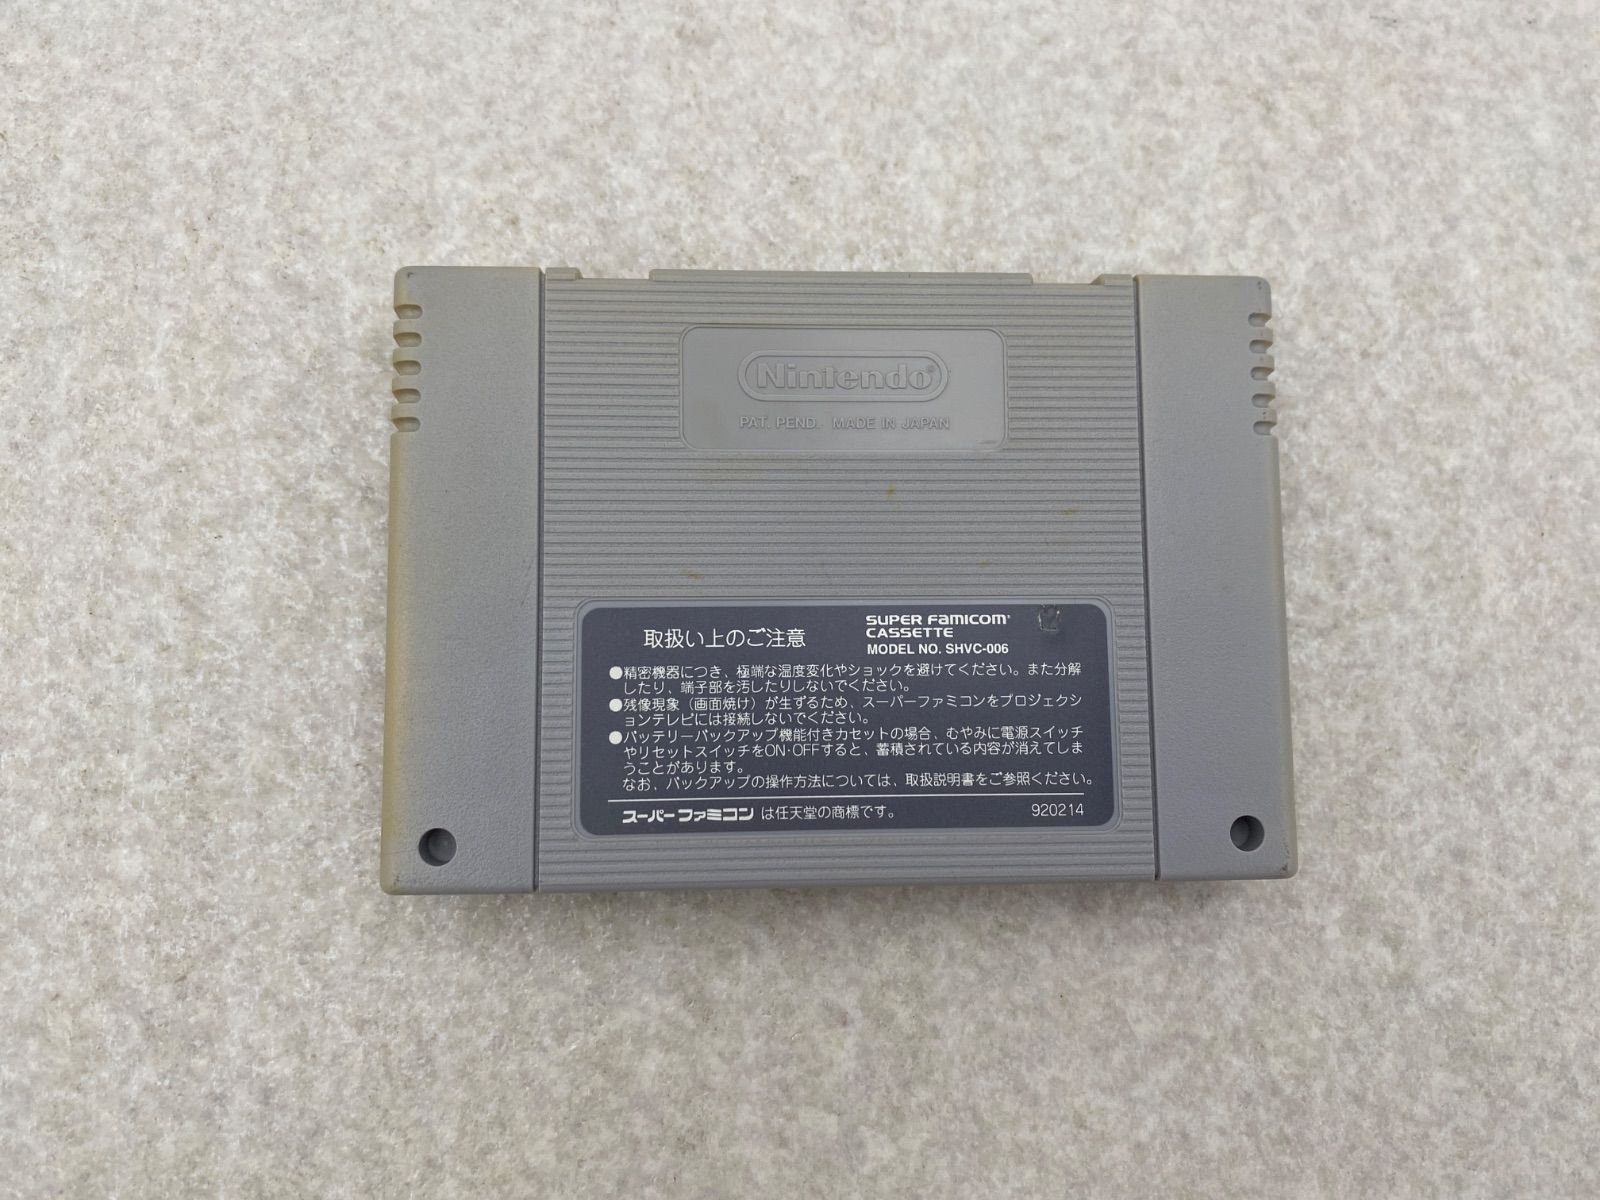 Nintendo®
PAT. PEND. MADE IN JAPAN
取扱い上のご注意
SUPER FAMICOM
CASSETTE
MODEL NO. SHVC-006
●精密機器につき、極端な温度変化やショックを避けてください。また分解
したり、端子部を汚したりしないでください。
●残像現象（画面焼け）が生ずるため、スーパーファミコンをプロジェクシ
ョンテレビには接続しないでください。
●バッテリーバックアップ機能付きカセットの場合、むやみに電源スイッチ
やリセットスイッチをON・OFFすると、蓄積されている内容が消えてしま
うことがあります。
なお、バックアップの操作方法については、取扱説明書をご参照ください。
スーパーファミコン は任天堂の商標です。
920214